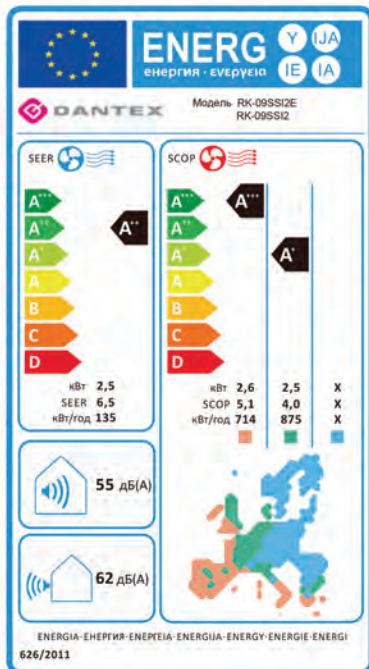 ENERG Y IJA
енергия · ενεργεια IE IA
DANTEX Модель RK-09SSI2E
RK-09SSI2
SEER
A+++
A++
A+
A
B
C
D
A++
кВт 2,5
SEER 6,5
кВт/год 135
SCOP
A+++
A++
A+
A
B
C
D
A+++
A+
кВт 2,6 2,5 X
SCOP 5,1 4,0 X
кВт/год 714 875 X
55 дБ(A)
62 дБ(A)
ENERGIA·ЕНЕРГИЯ·ΕΝΕΡΓΕΙΑ·ENERGIJA·ENERGY·ENERGIE·ENERGI
626/2011